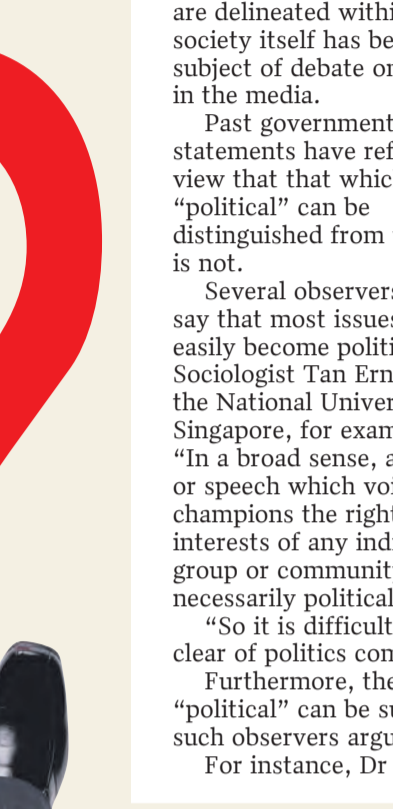 are delineated withi
society itself has be
subject of debate or
in the media.
Past government
statements have ref
view that that whic
“political” can be
distinguished from
is not.
Several observers
say that most issues
easily become politi
Sociologist Tan Ern
the National Univer
Singapore, for exam
“In a broad sense, a
or speech which voi
champions the right
interests of any indi
group or community
necessarily political
“So it is difficult
clear of politics com
Furthermore, the
“political” can be su
such observers argu
For instance, Dr